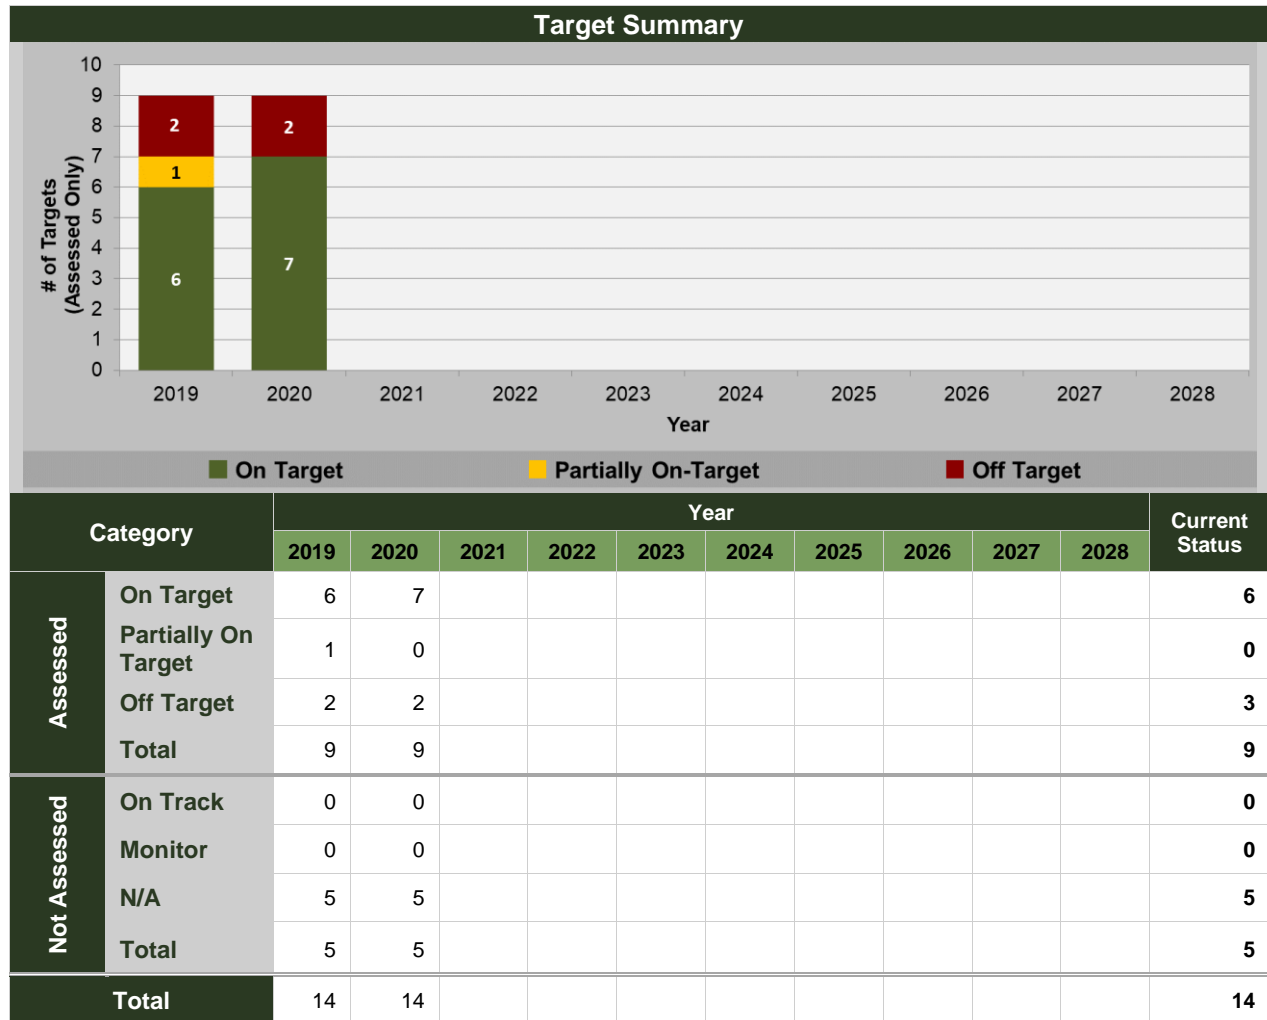 Target Summary
10
9
8
7
6
5
4
3
2
1
0
# of Targets
(Assessed Only)
2
1
6
2
7
2019 2020 2021 2022 2023 2024 2025 2026 2027 2028
Year
On Target Partially On-Target Off Target
Category Year Current Status
2019 2020 2021 2022 2023 2024 2025 2026 2027 2028
Assessed
On Target 6 7 6
Partially On Target 1 0 0
Off Target 2 2 3
Total 9 9 9
Not Assessed
On Track 0 0 0
Monitor 0 0 0
N/A 5 5 5
Total 5 5 5
Total 14 14 14